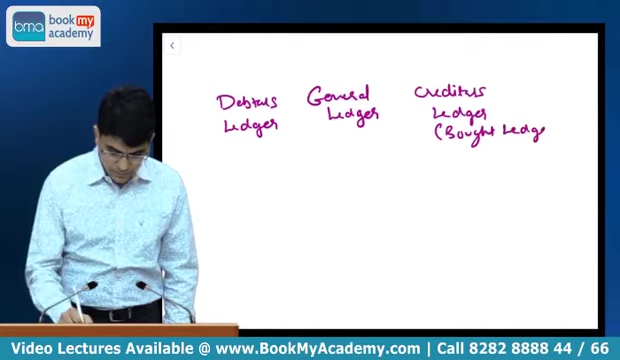 bma book my academy
Debtors General Creditors
Ledger Ledger Ledger
(Bought Ledge
Video Lectures Available @ www.BookMyAcademy.com | Call 8282 8888 44 / 66